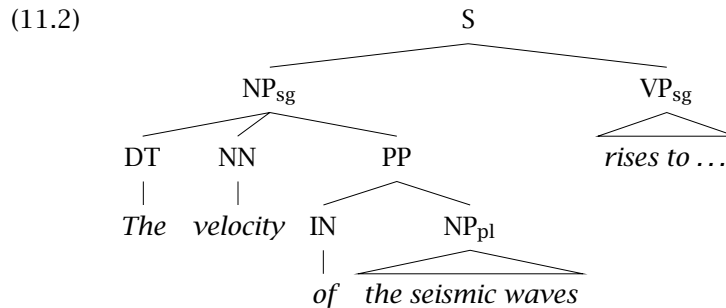 (11.2) S
NP_sg VP_sg
DT NN PP rises to ...
The velocity IN NP_pl
of the seismic waves